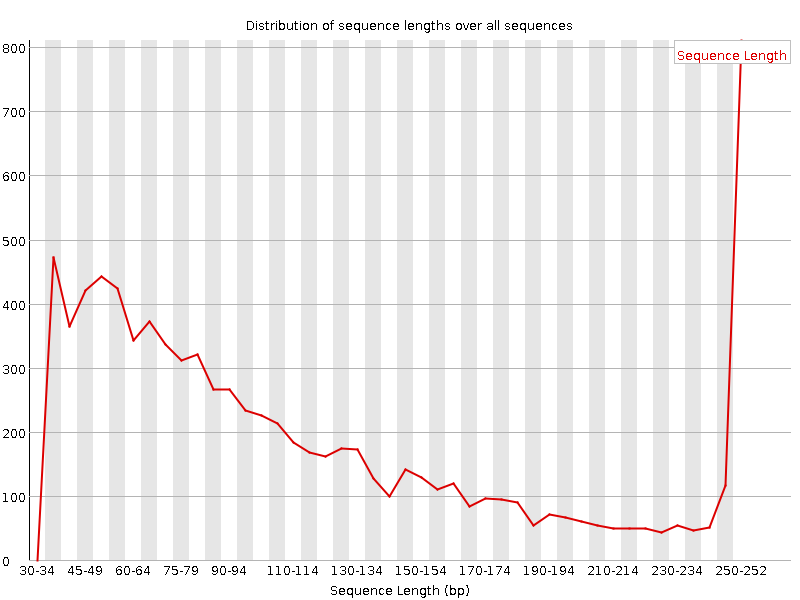 Distribution of sequence lengths over all sequences
Sequence Length
800
700
600
500
400
300
200
100
0
30-34 45-49 60-64 75-79 90-94 110-114 130-134 150-154 170-174 190-194 210-214 230-234 250-252
Sequence Length (bp)